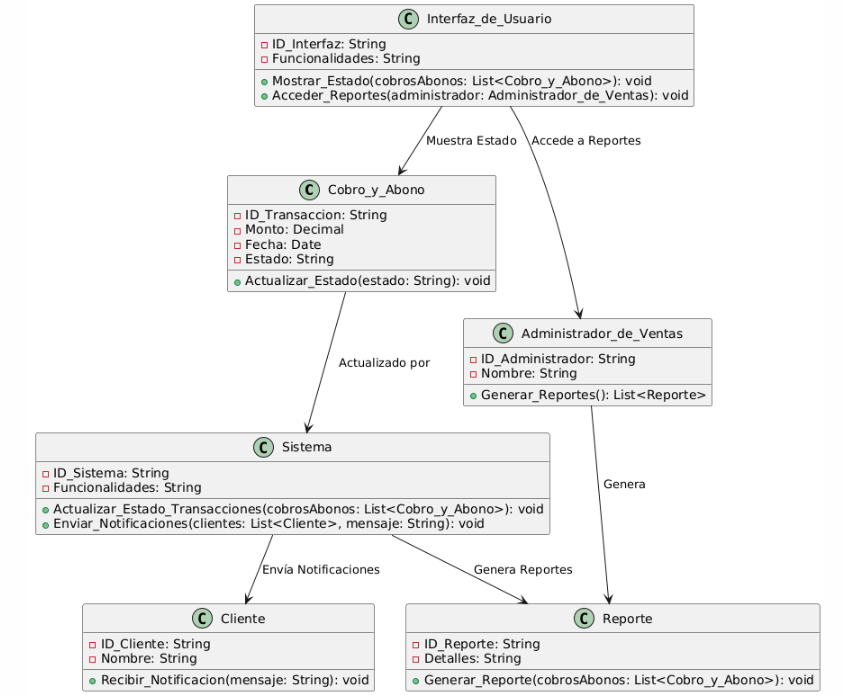 C Interfaz_de_Usuario
ID_Interfaz: String
Funcionalidades: String
Mostrar_Estado(cobrosAbonos: List<Cobro_y_Abono>): void
Acceder_Reportes(administrador: Administrador_de_Ventas): void
Muestra Estado
Accede a Reportes
C Cobro_y_Abono
ID_Transaccion: String
Monto: Decimal
Fecha: Date
Estado: String
Actualizar_Estado(estado: String): void
C Administrador_de_Ventas
ID_Administrador: String
Nombre: String
Generar_Reportes(): List<Reporte>
Actualizado por
C Sistema
ID_Sistema: String
Funcionalidades: String
Actualizar_Estado_Transacciones(cobrosAbonos: List<Cobro_y_Abono>): void
Enviar_Notificaciones(clientes: List<Cliente>, mensaje: String): void
Genera
Envía Notificaciones
Genera Reportes
C Cliente
ID_Cliente: String
Nombre: String
Recibir_Notificacion(mensaje: String): void
C Reporte
ID_Reporte: String
Detalles: String
Generar_Reporte(cobrosAbonos: List<Cobro_y_Abono>): void